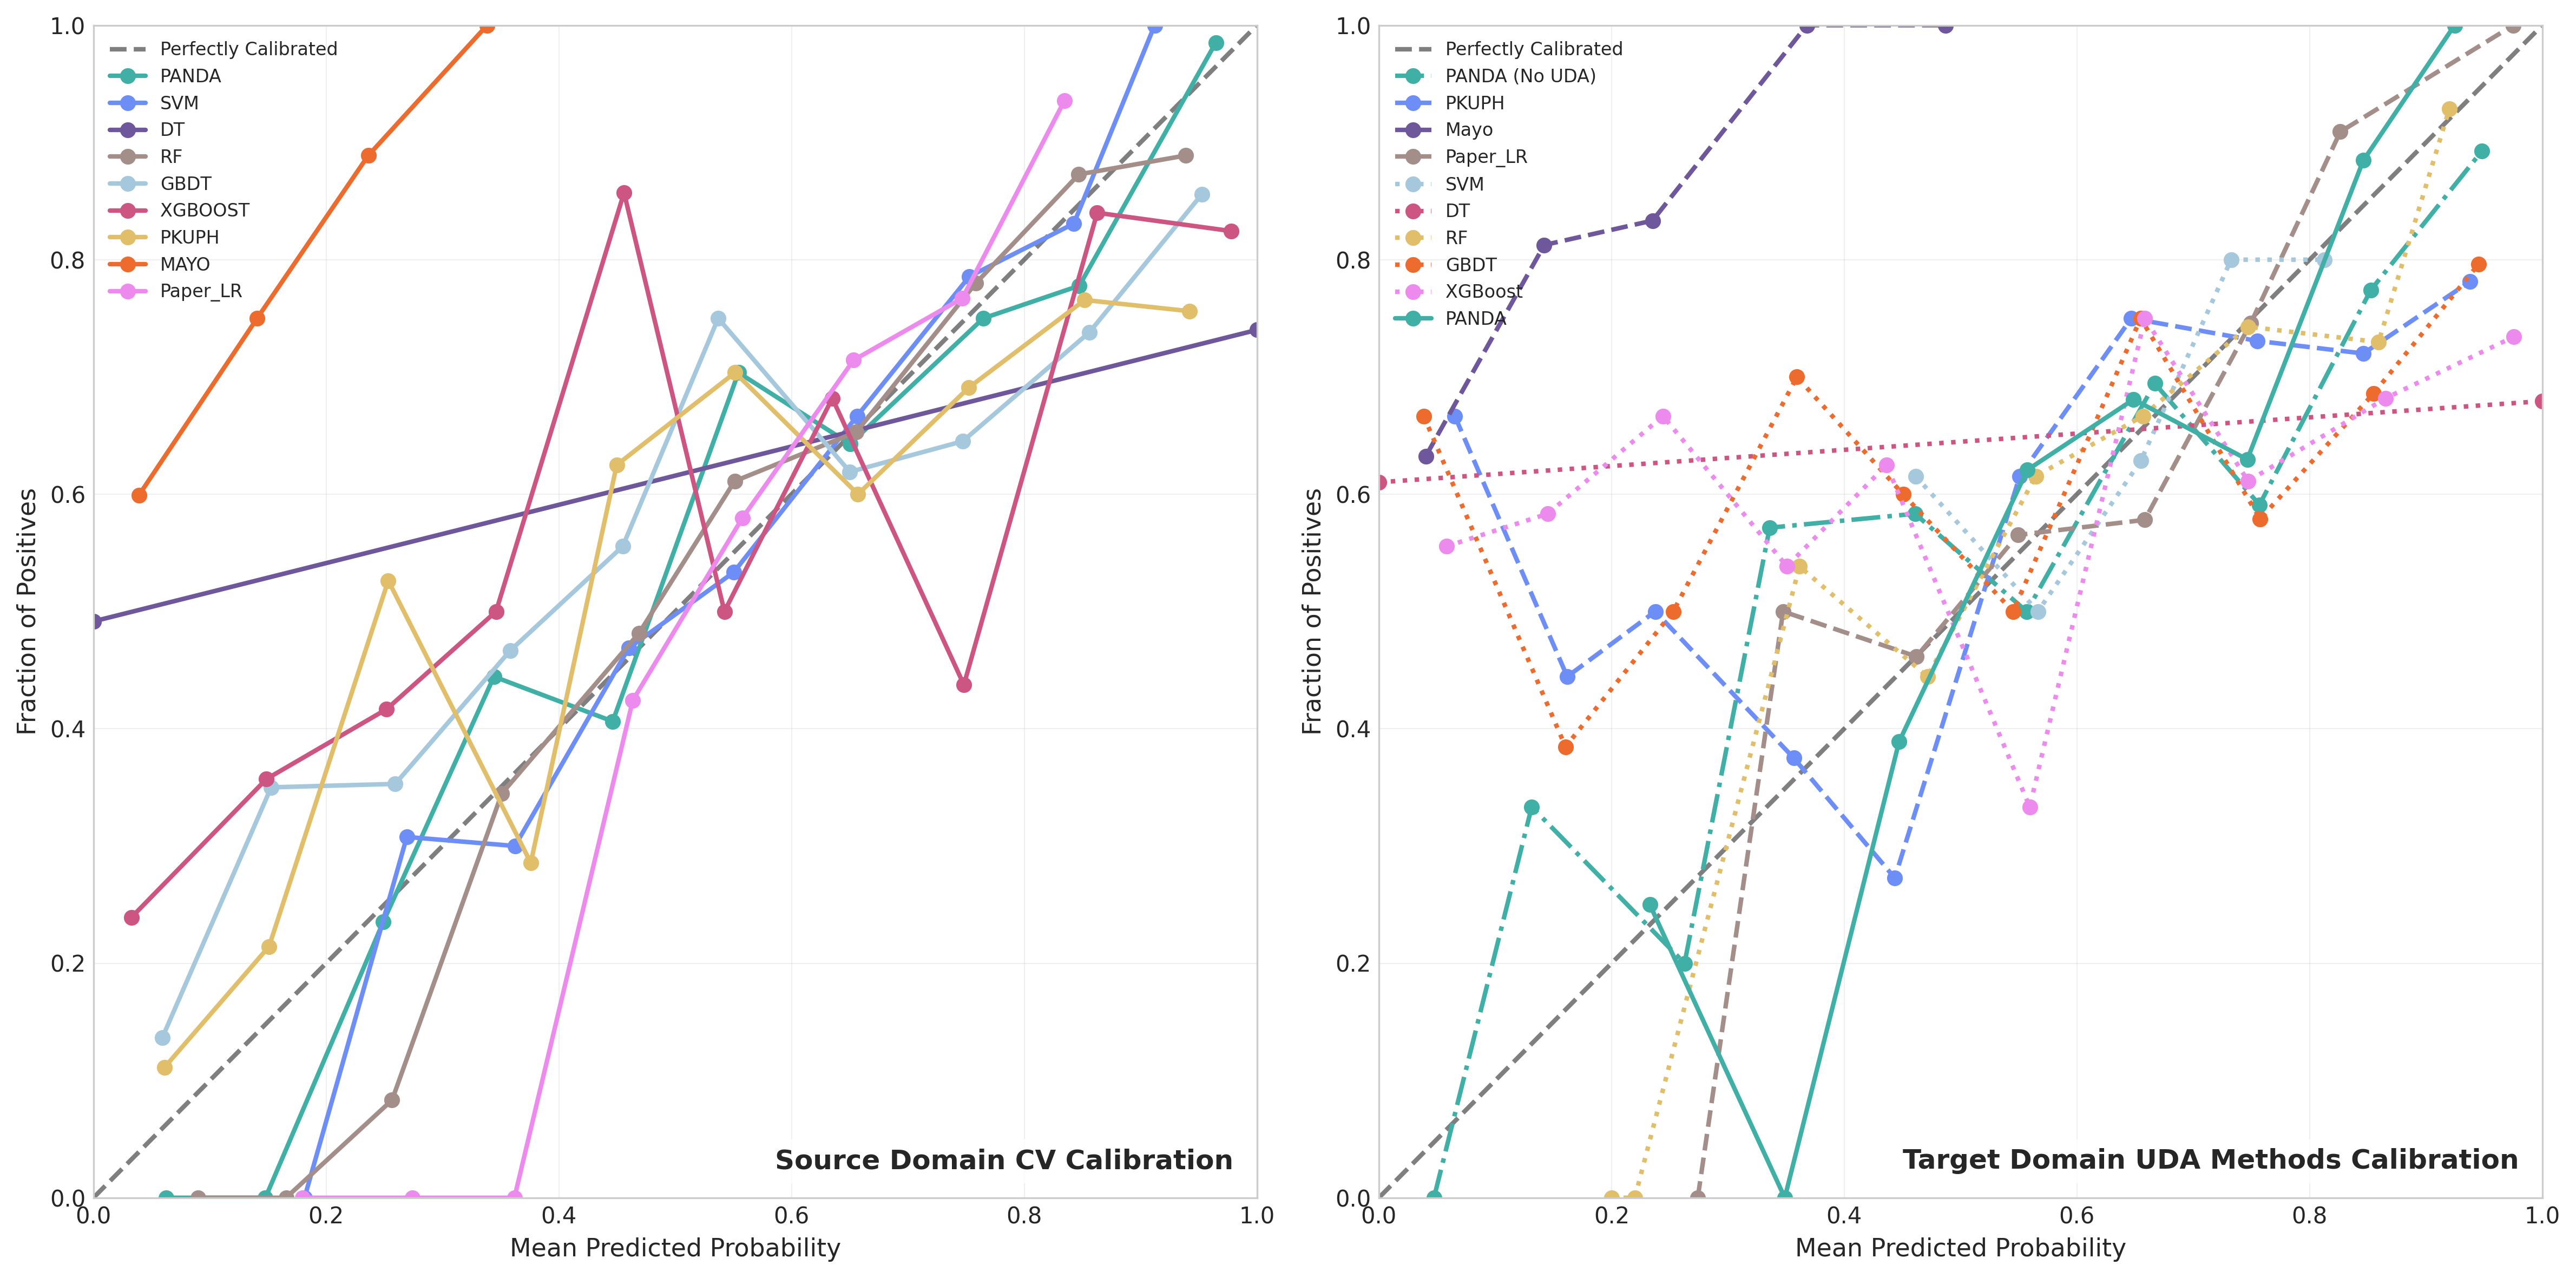 1.0
0.8
0.6
0.4
0.2
0.0
Fraction of Positives
Perfectly Calibrated
PANDA
SVM
DT
RF
GBDT
XGBOOST
PKUPH
MAYO
Paper_LR
Source Domain CV Calibration
0.0 0.2 0.4 0.6 0.8 1.0
Mean Predicted Probability
1.0
0.8
0.6
0.4
0.2
0.0
Fraction of Positives
Perfectly Calibrated
PANDA (No UDA)
PKUPH
Mayo
Paper_LR
SVM
DT
RF
GBDT
XGBoost
PANDA
Target Domain UDA Methods Calibration
0.0 0.2 0.4 0.6 0.8 1.0
Mean Predicted Probability